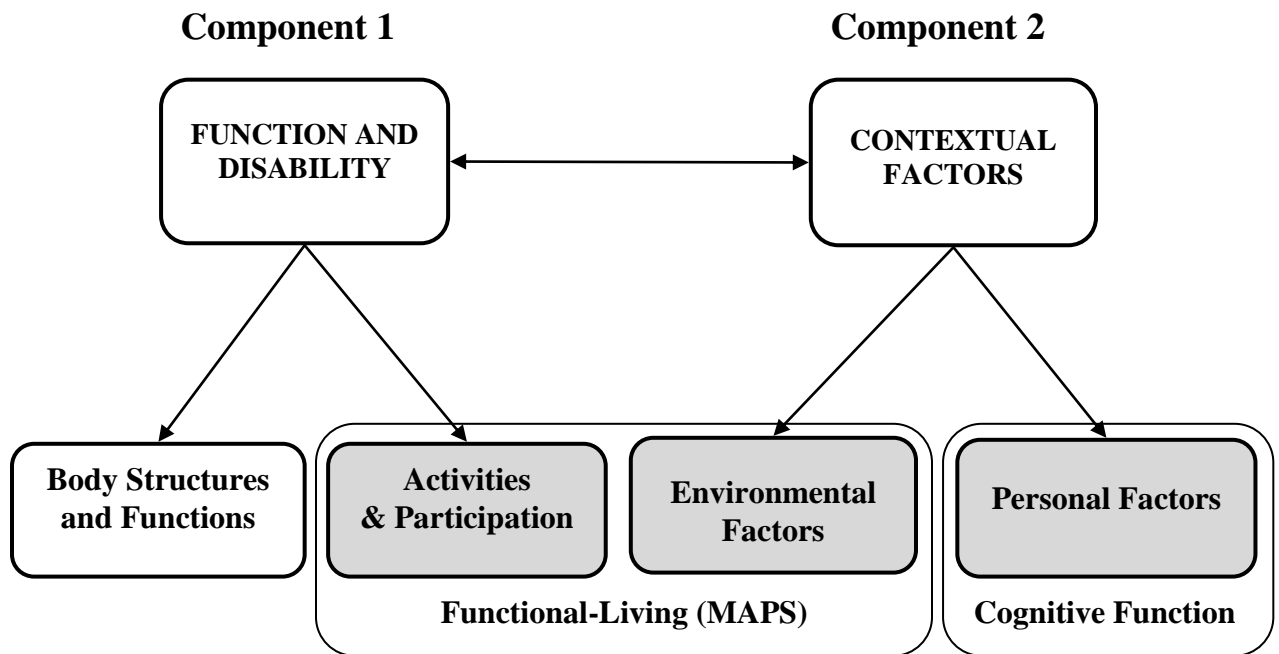 Component 1
Component 2
FUNCTION AND
DISABILITY
CONTEXTUAL
FACTORS
Body Structures
and Functions
Activities
& Participation
Environmental
Factors
Personal Factors
Functional-Living (MAPS)
Cognitive Function